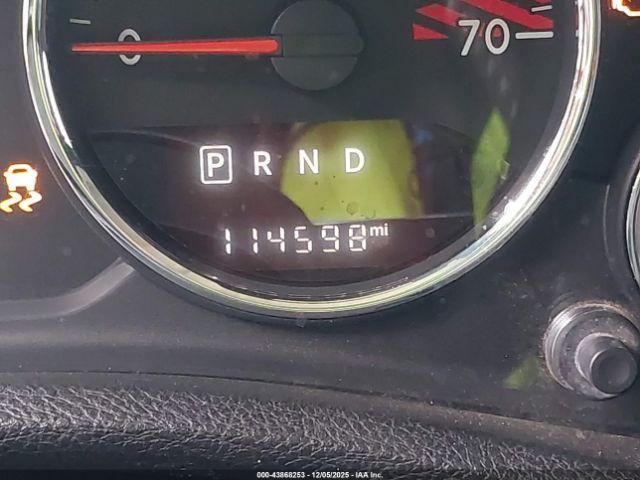 0
70
P R N D
114598 mi
000-43868253 - 12/05/2025 - IAA Inc.